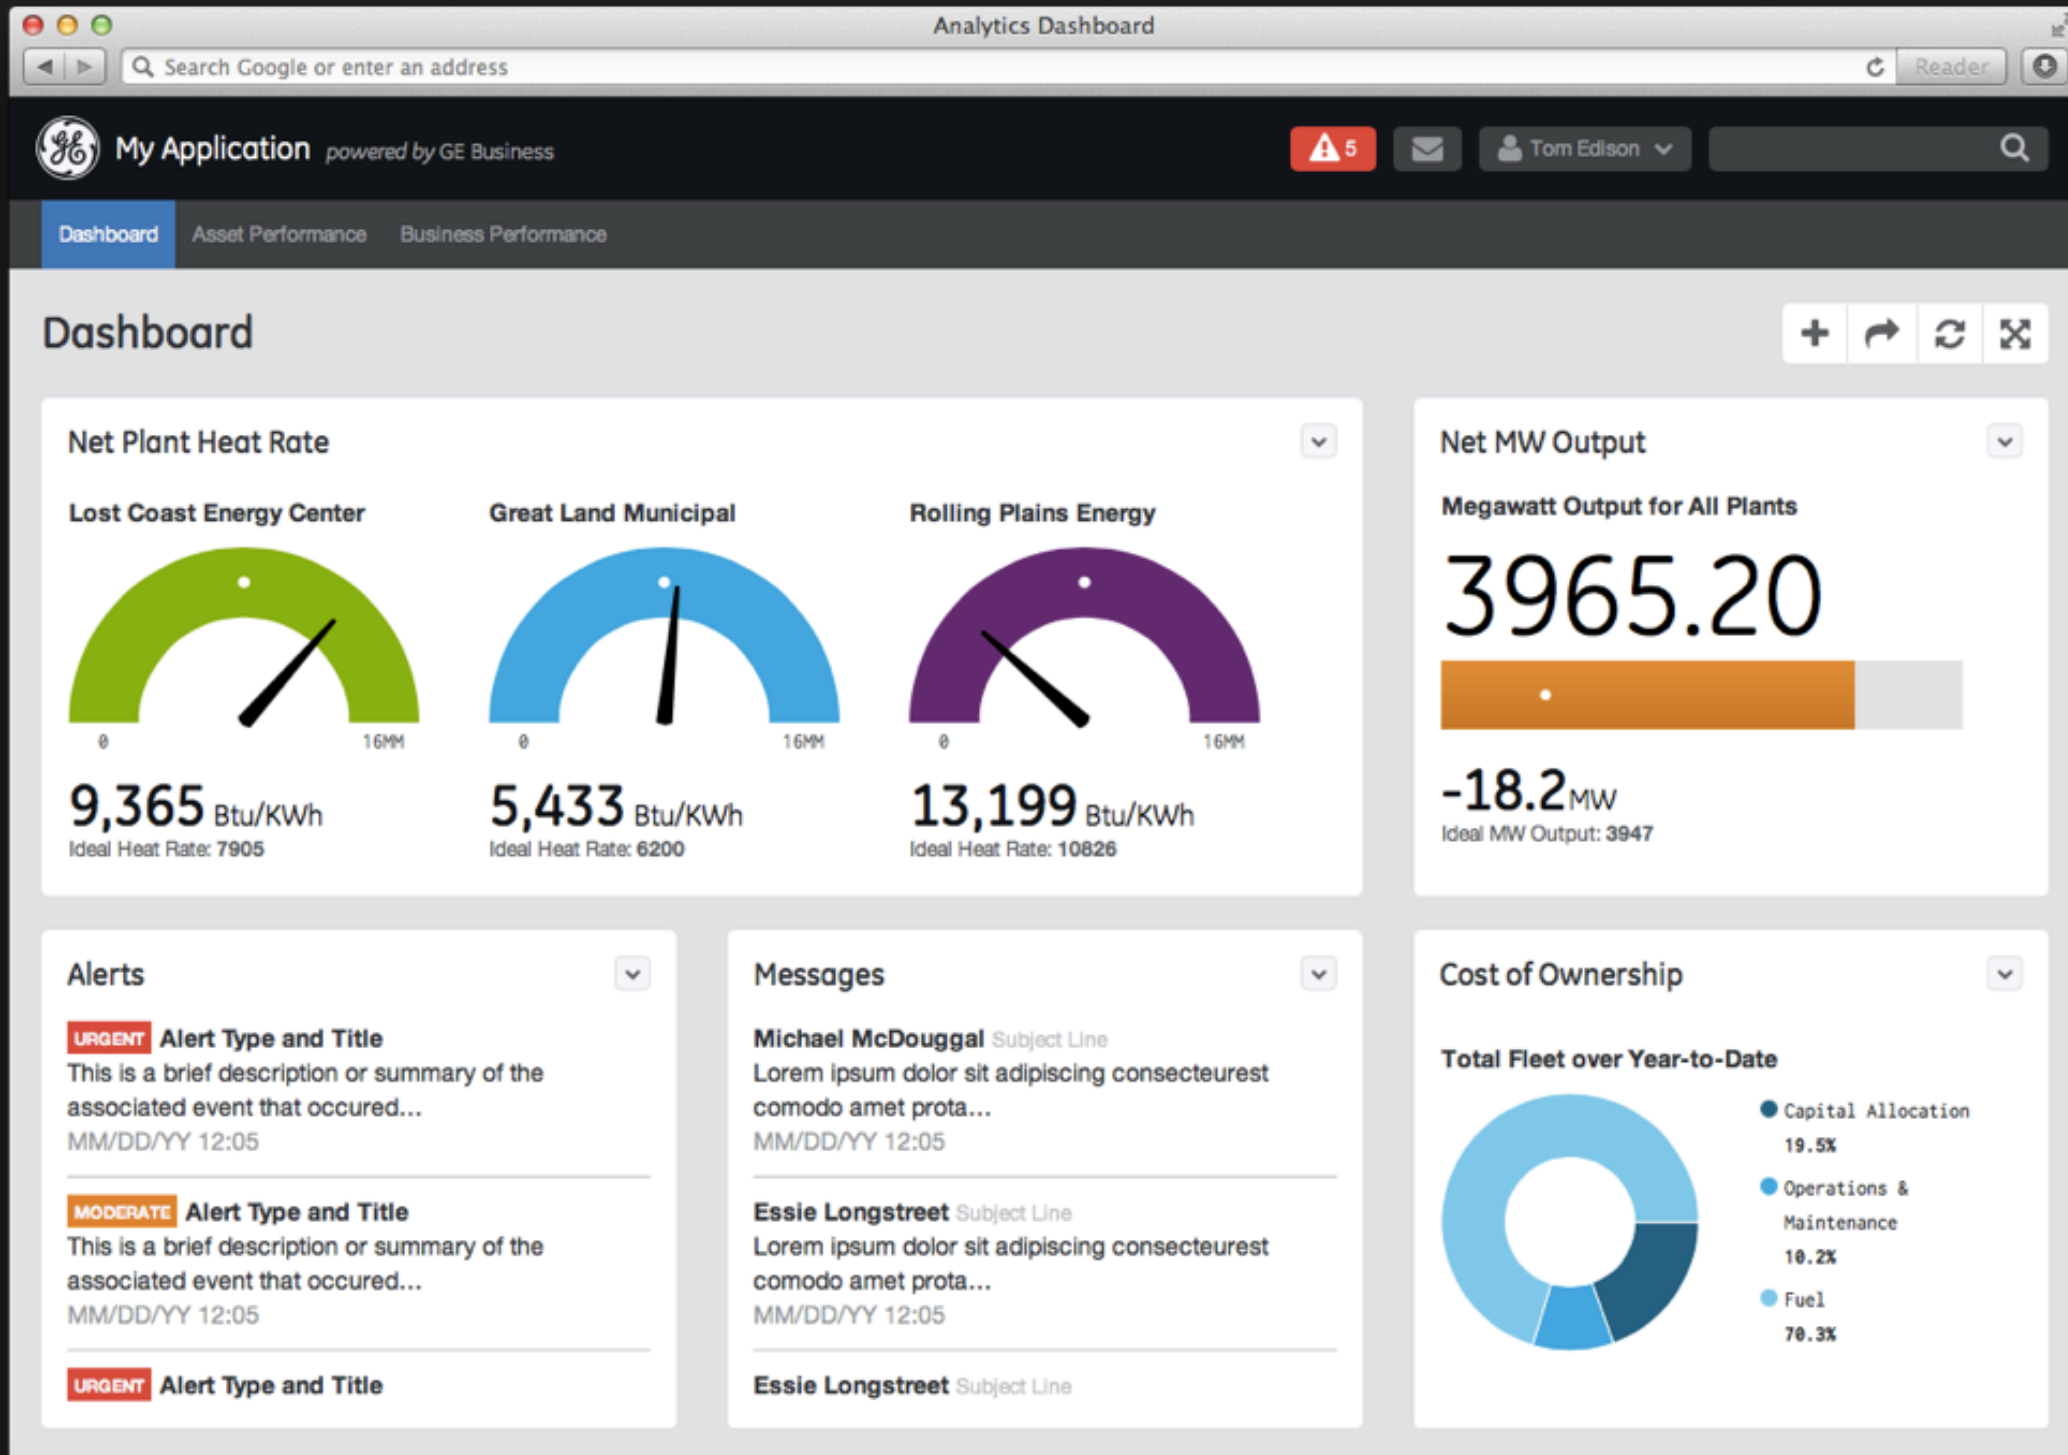 Analytics Dashboard
Search Google or enter an address
Reader
GE My Application powered by GE Business
5
Tom Edison
Dashboard Asset Performance Business Performance
Dashboard
Net Plant Heat Rate
Lost Coast Energy Center
0 16MM
9,365 Btu/KWh
Ideal Heat Rate: 7905
Great Land Municipal
0 16MM
5,433 Btu/KWh
Ideal Heat Rate: 6200
Rolling Plains Energy
0 16MM
13,199 Btu/KWh
Ideal Heat Rate: 10826
Net MW Output
Megawatt Output for All Plants
3965.20
-18.2MW
Ideal MW Output: 3947
Alerts
URGENT Alert Type and Title
This is a brief description or summary of the
associated event that occured...
MM/DD/YY 12:05
MODERATE Alert Type and Title
This is a brief description or summary of the
associated event that occured...
MM/DD/YY 12:05
URGENT Alert Type and Title
Messages
Michael McDouggal Subject Line
Lorem ipsum dolor sit adipiscing consecteurest
comodo amet prota...
MM/DD/YY 12:05
Essie Longstreet Subject Line
Lorem ipsum dolor sit adipiscing consecteurest
comodo amet prota...
MM/DD/YY 12:05
Essie Longstreet Subject Line
Cost of Ownership
Total Fleet over Year-to-Date
Capital Allocation
19.5%
Operations &
Maintenance
10.2%
Fuel
70.3%